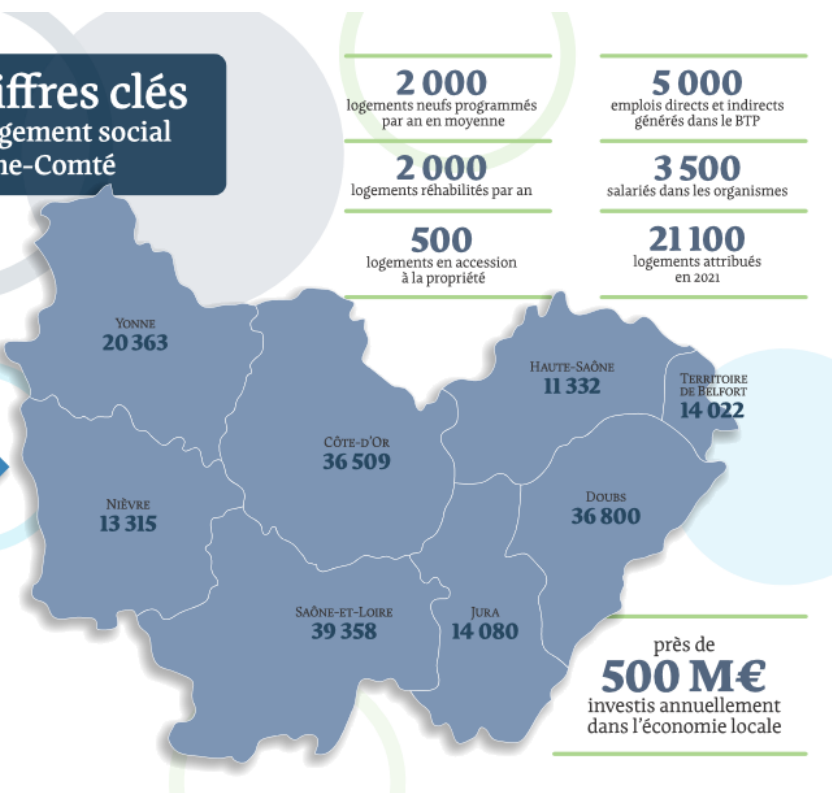 iffres clés
gement social
ne-Comté
2 000
logements neufs programmés
par an en moyenne
2 000
logements réhabilités par an
500
logements en accession
à la propriété
5 000
emplois directs et indirects
générés dans le BTP
3 500
salariés dans les organismes
21 100
logements attribués
en 2021
Yonne
20 363
Haute-Saône
11 332
Territoire
de Belfort
14 022
Côte-d'Or
36 509
Nièvre
13 315
Doubs
36 800
Saône-et-Loire
39 358
Jura
14 080
près de
500 M€
investis annuellement
dans l'économie locale